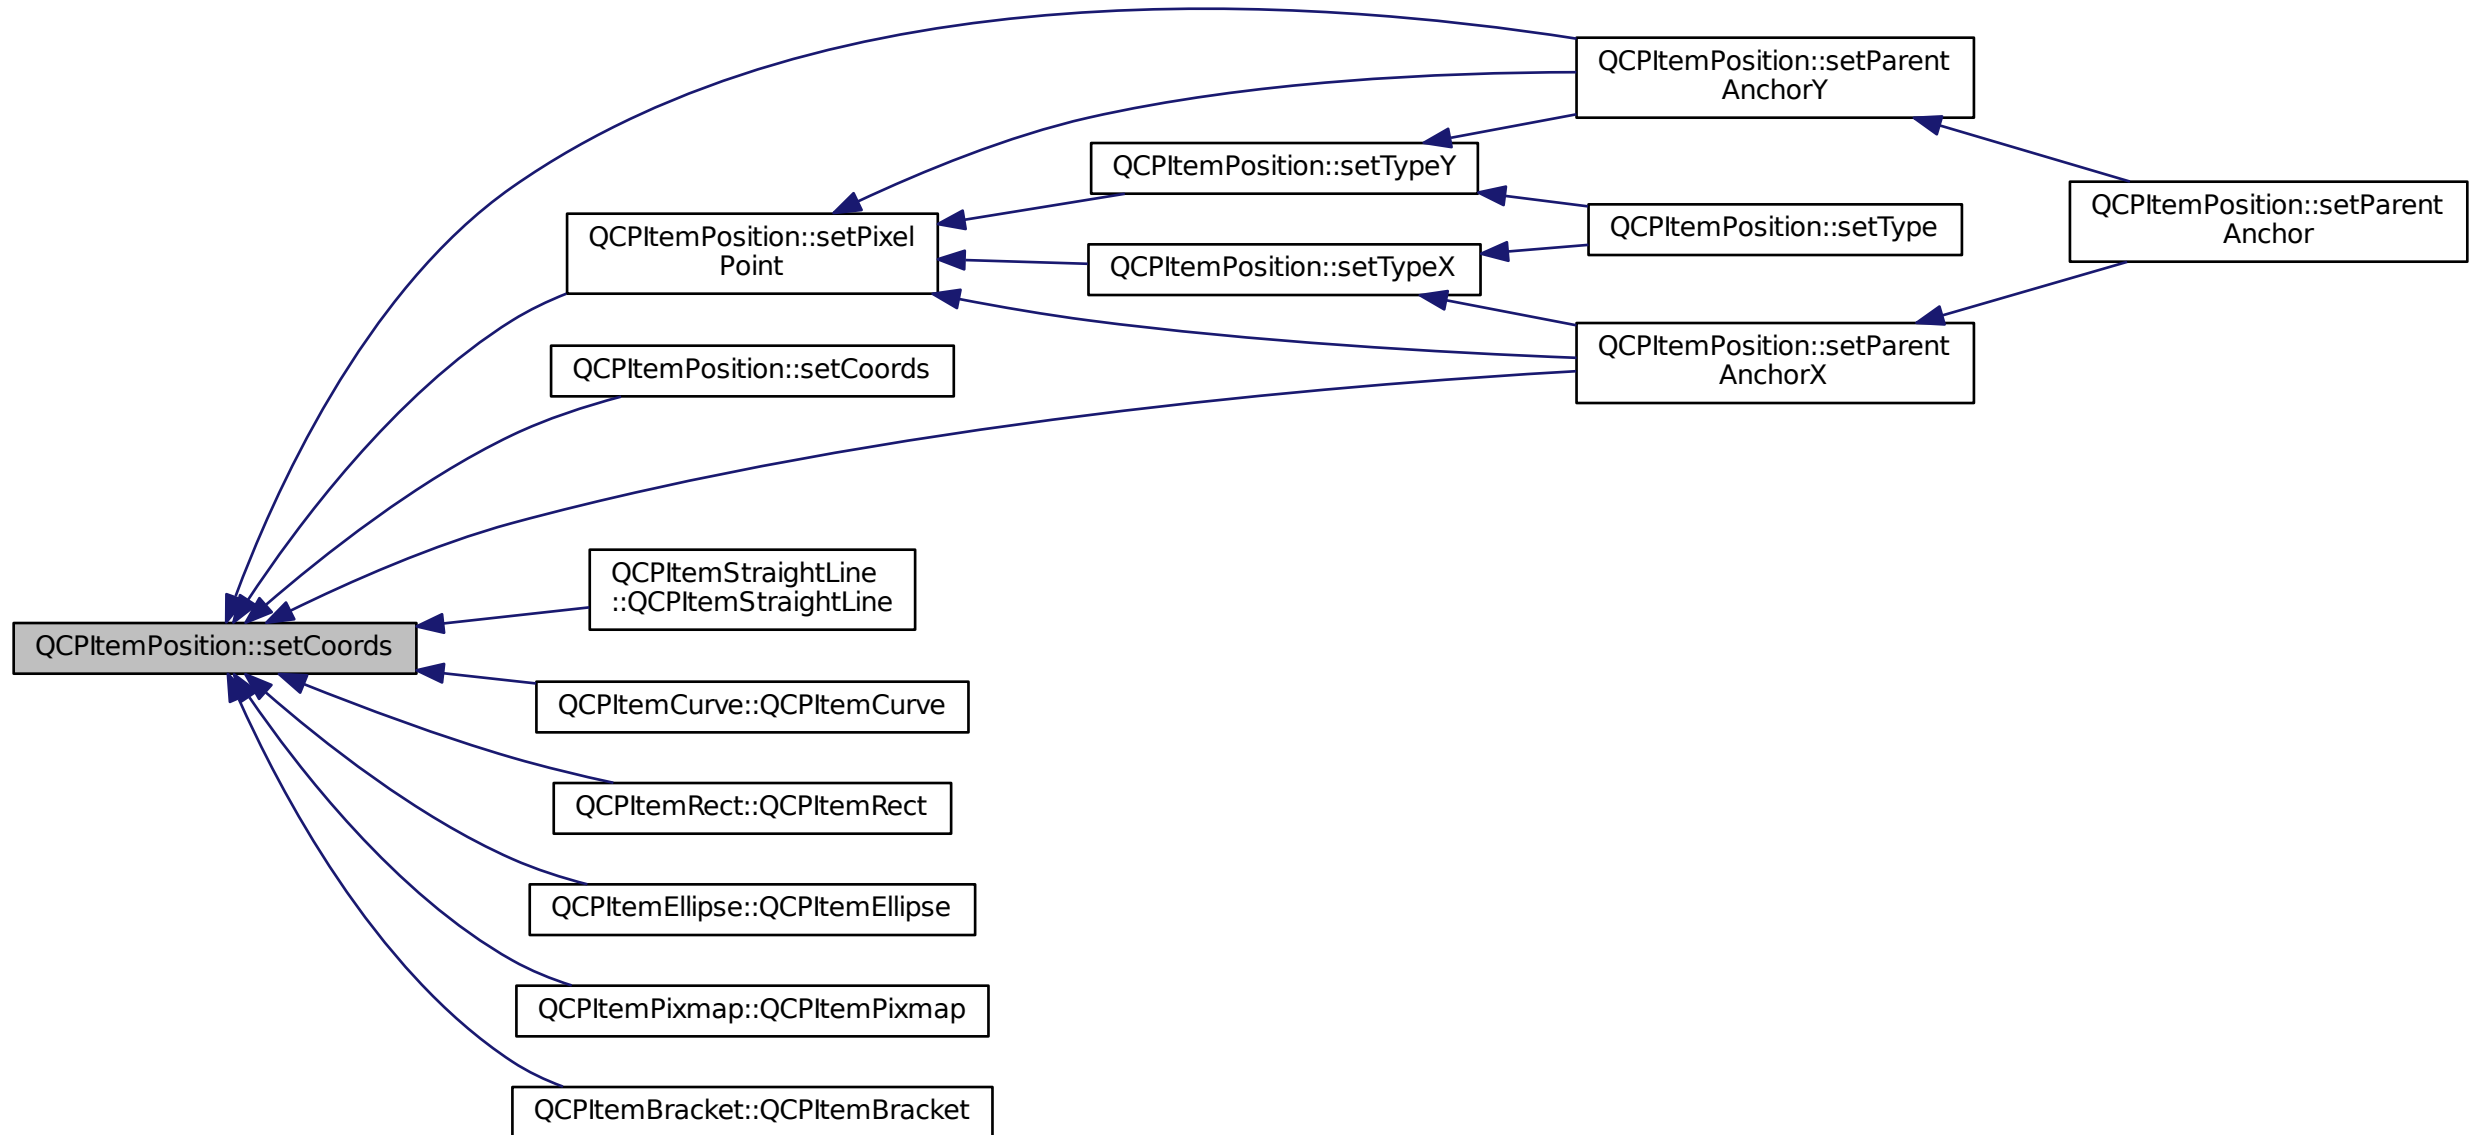 QCPItemPosition::setParent
AnchorY
QCPItemPosition::setTypeY
QCPItemPosition::setParent
Anchor
QCPItemPosition::setType
QCPItemPosition::setPixel
Point
QCPItemPosition::setTypeX
QCPItemPosition::setParent
AnchorX
QCPItemPosition::setCoords
QCPItemStraightLine
::QCPItemStraightLine
QCPItemPosition::setCoords
QCPItemCurve::QCPItemCurve
QCPItemRect::QCPItemRect
QCPItemEllipse::QCPItemEllipse
QCPItemPixmap::QCPItemPixmap
QCPItemBracket::QCPItemBracket